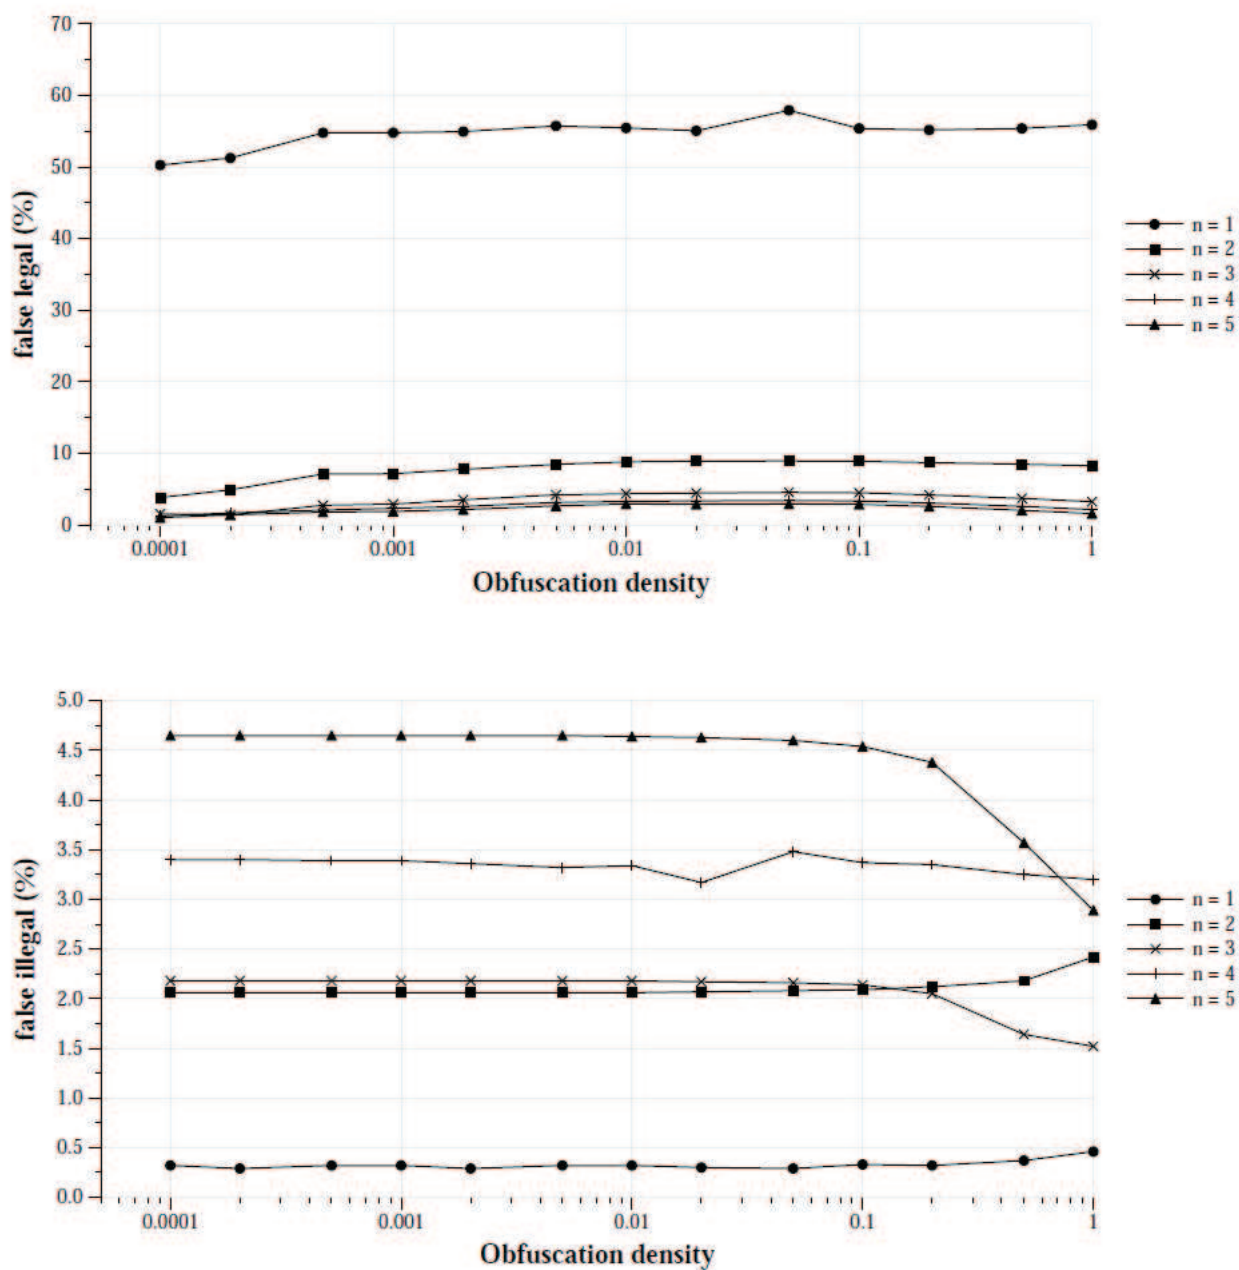 70
60
50
40
30
20
10
0
false legal (%)
0.0001 0.001 0.01 0.1 1
Obfuscation density
n = 1
n = 2
n = 3
n = 4
n = 5
5.0
4.5
4.0
3.5
3.0
2.5
2.0
1.5
1.0
0.5
0.0
false illegal (%)
0.0001 0.001 0.01 0.1 1
Obfuscation density
n = 1
n = 2
n = 3
n = 4
n = 5